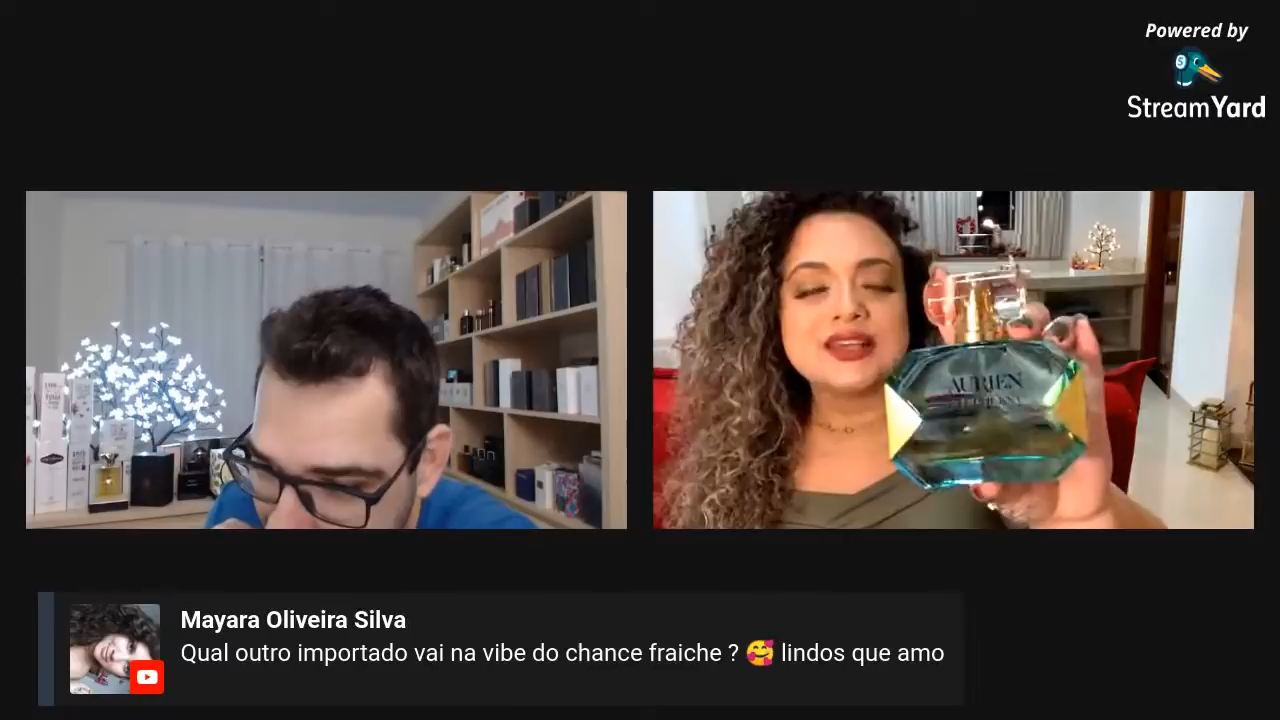 Powered by
StreamYard
AURIEN
Mayara Oliveira Silva
Qual outro importado vai na vibe do chance fraiche ? 🥰 lindos que amo